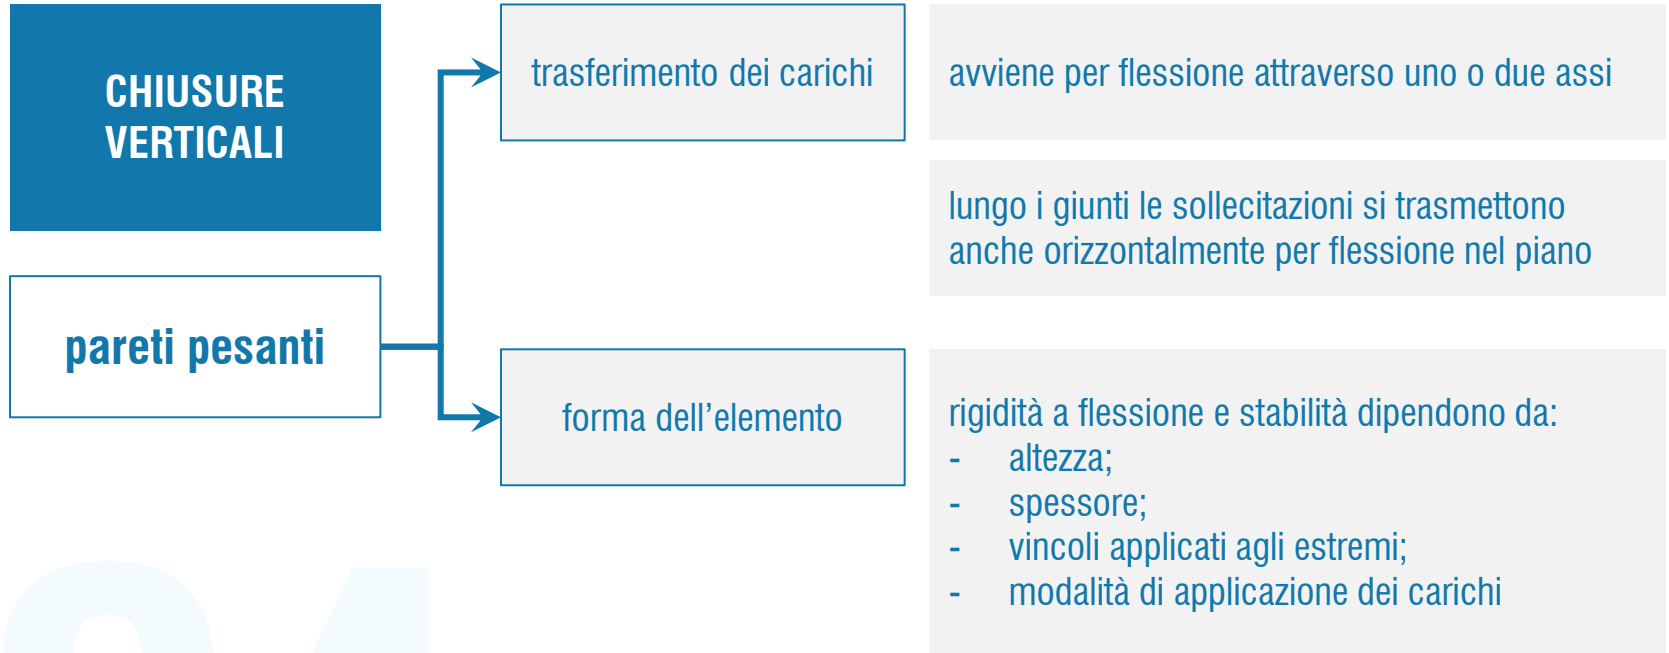 CHIUSURE
VERTICALI
pareti pesanti
trasferimento dei carichi
avviene per flessione attraverso uno o due assi
lungo i giunti le sollecitazioni si trasmettono
anche orizzontalmente per flessione nel piano
forma dell’elemento
rigidità a flessione e stabilità dipendono da:
- altezza;
- spessore;
- vincoli applicati agli estremi;
- modalità di applicazione dei carichi